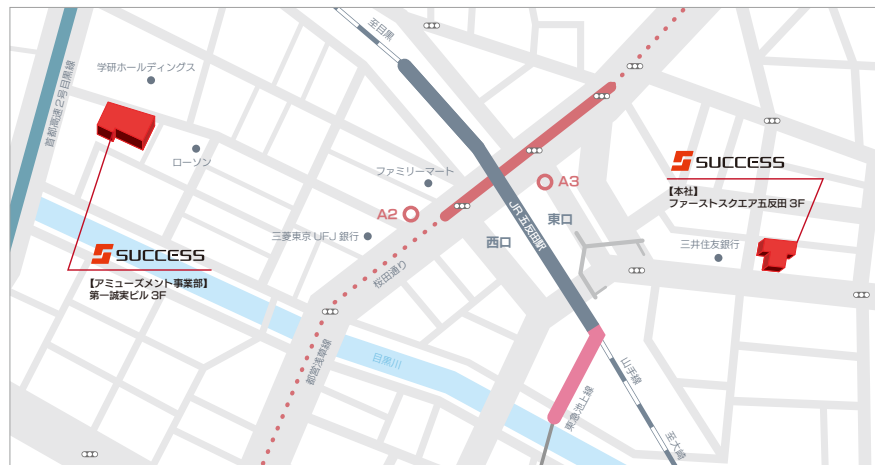 至目黒
学研ホールディングス
首都高速2号目黒線
ローソン
ファミリーマート
A3
A2
SUCCESS
【本社】
ファーストスクエア五反田 3F
JR 五反田駅
東口
西口
三菱東京 UFJ 銀行
三井住友銀行
SUCCESS
【アミューズメント事業部】
第一誠実ビル 3F
桜田通り
都営浅草線
目黒川
山手線
東急池上線
至大崎